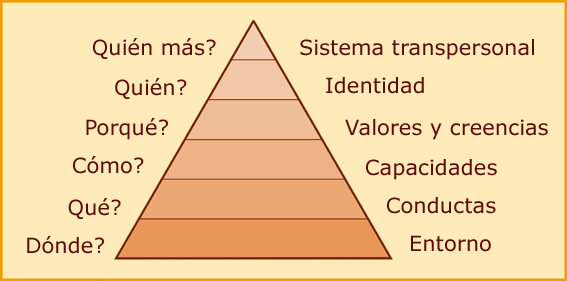 Quién más? Sistema transpersonal
Quién? Identidad
Porqué? Valores y creencias
Cómo? Capacidades
Qué? Conductas
Dónde? Entorno